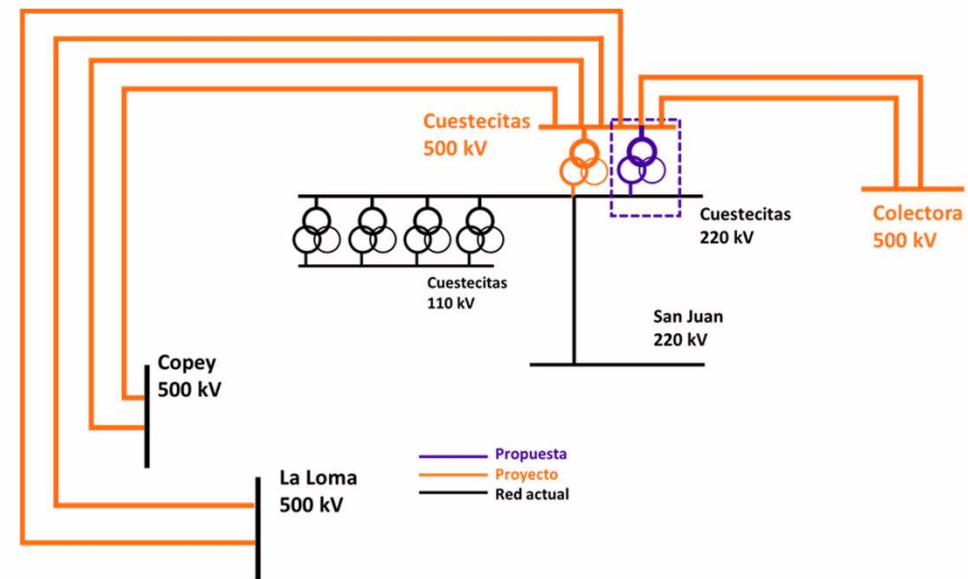 Cuestecitas
500 kV
Colectora
500 kV
Cuestecitas
220 kV
Cuestecitas
110 kV
San Juan
220 kV
Copey
500 kV
La Loma
500 kV
Propuesta
Proyecto
Red actual